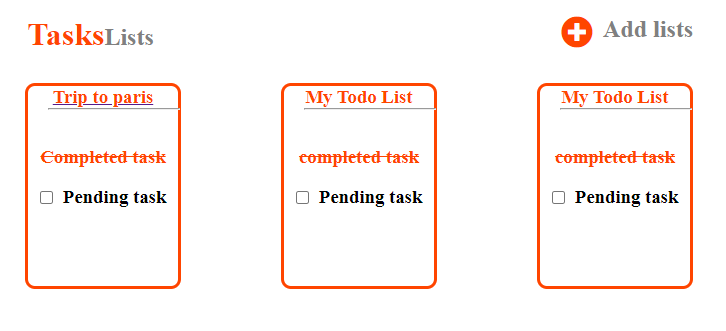 TasksLists
Add lists
Trip to paris
Completed task
Pending task
My Todo List
completed task
Pending task
My Todo List
completed task
Pending task